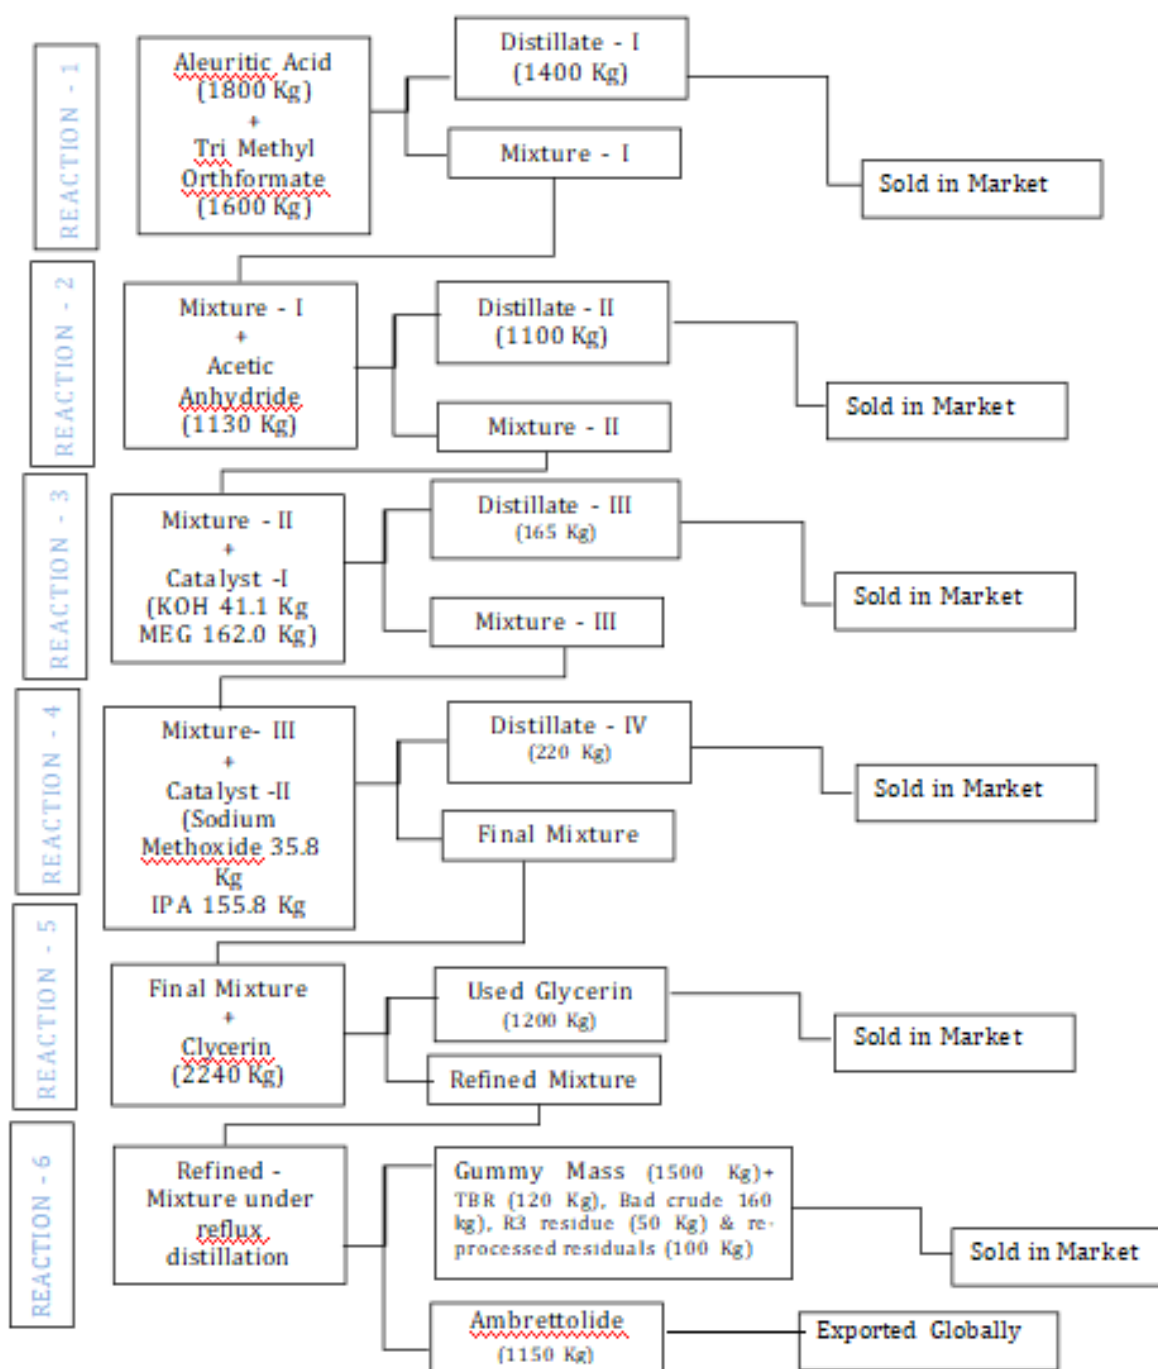 REACTION - 1
Aleuritic Acid
(1800 Kg)
+
Tri Methyl
Orthformate
(1600 Kg)
Distillate - I
(1400 Kg)
Mixture - I
Sold in Market
REACTION - 2
Mixture - I
+
Acetic
Anhydride
(1130 Kg)
Distillate - II
(1100 Kg)
Mixture - II
Sold in Market
REACTION - 3
Mixture - II
+
Catalyst -I
(KOH 41.1 Kg
MEG 162.0 Kg)
Distillate - III
(165 Kg)
Mixture - III
Sold in Market
REACTION - 4
Mixture- III
+
Catalyst -II
(Sodium
Methoxide 35.8
Kg
IPA 155.8 Kg
Distillate - IV
(220 Kg)
Final Mixture
Sold in Market
REACTION - 5
Final Mixture
+
Clycerin
(2240 Kg)
Used Glycerin
(1200 Kg)
Refined Mixture
Sold in Market
REACTION - 6
Refined -
Mixture under
reflux
distillation
Gummy Mass (1500 Kg)+
TBR (120 Kg), Bad crude 160
kg), R3 residue (50 Kg) & re-
processed residuals (100 Kg)
Sold in Market
Ambrettolide
(1150 Kg)
Exported Globally